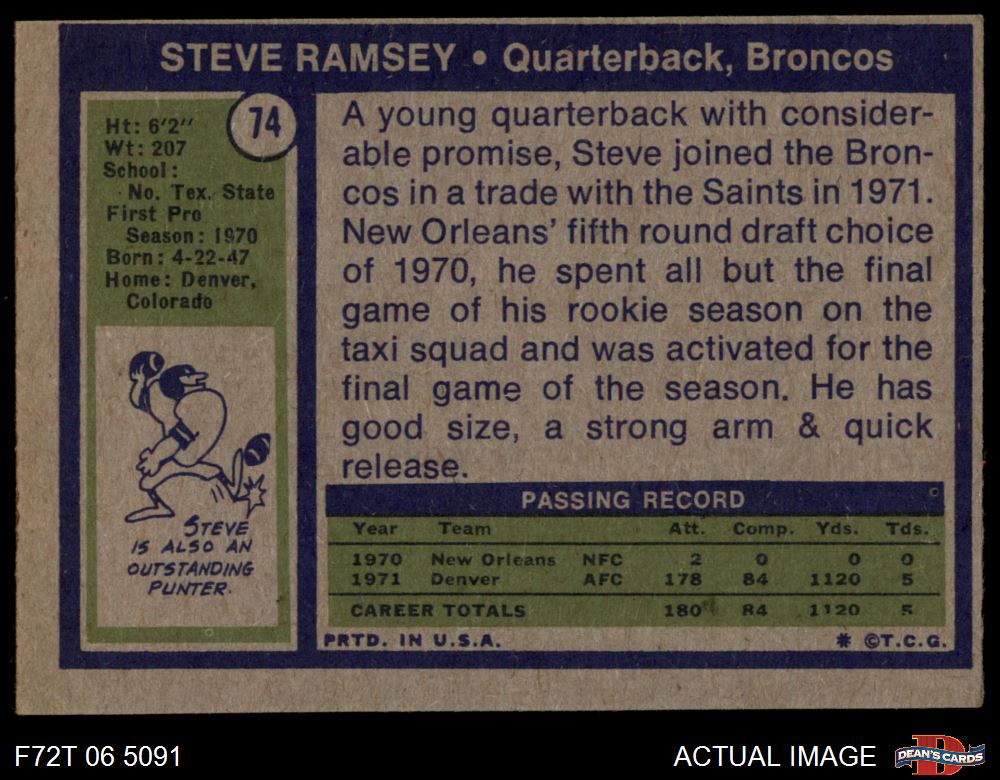 STEVE RAMSEY • Quarterback, Broncos
74
Ht: 6'2"
Wt: 207
School:
No. Tex. State
First Pro
Season: 1970
Born: 4-22-47
Home: Denver,
Colorado
STEVE
IS ALSO AN
OUTSTANDING
PUNTER.
A young quarterback with consider-
able promise, Steve joined the Bron-
cos in a trade with the Saints in 1971.
New Orleans' fifth round draft choice
of 1970, he spent all but the final
game of his rookie season on the
taxi squad and was activated for the
final game of the season. He has
good size, a strong arm & quick
release.
PASSING RECORD
Year Team Att. Comp. Yds. Tds.
1970 New Orleans NFC 2 0 0 0
1971 Denver AFC 178 84 1120 5
CAREER TOTALS 180 84 1120 5
PRTD. IN U.S.A. * ©T.C.G.
F72T 06 5091 ACTUAL IMAGE D DEAN'S CARDS